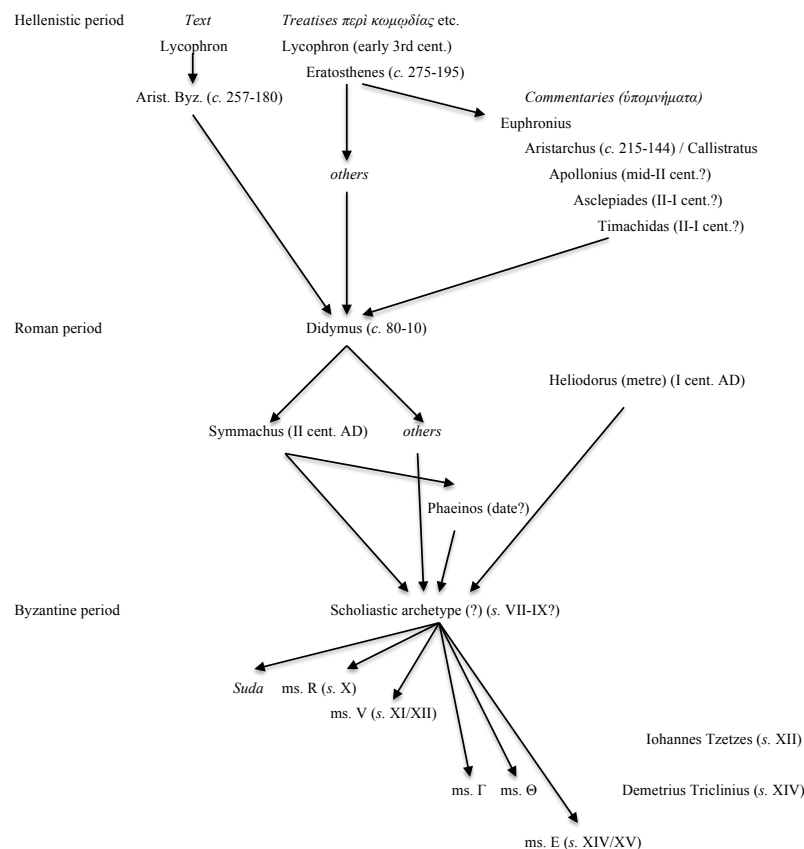 Hellenistic period Text Treatises περὶ κωμῳδίας etc.
Lycophron Lycophron (early 3rd cent.)
Eratosthenes (c. 275-195)
Arist. Byz. (c. 257-180) Commentaries (ὑπομνήματα)
Euphronius
Aristarchus (c. 215-144) / Callistratus
others Apollonius (mid-II cent.?)
Asclepiades (II-I cent.?)
Timachidas (II-I cent.?)
Roman period Didymus (c. 80-10)
Heliodorus (metre) (I cent. AD)
Symmachus (II cent. AD) others
Phaeinos (date?)
Byzantine period Scholiastic archetype (?) (s. VII-IX?)
Suda ms. R (s. X)
ms. V (s. XI/XII)
Iohannes Tzetzes (s. XII)
ms. Γ ms. Θ Demetrius Triclinius (s. XIV)
ms. E (s. XIV/XV)